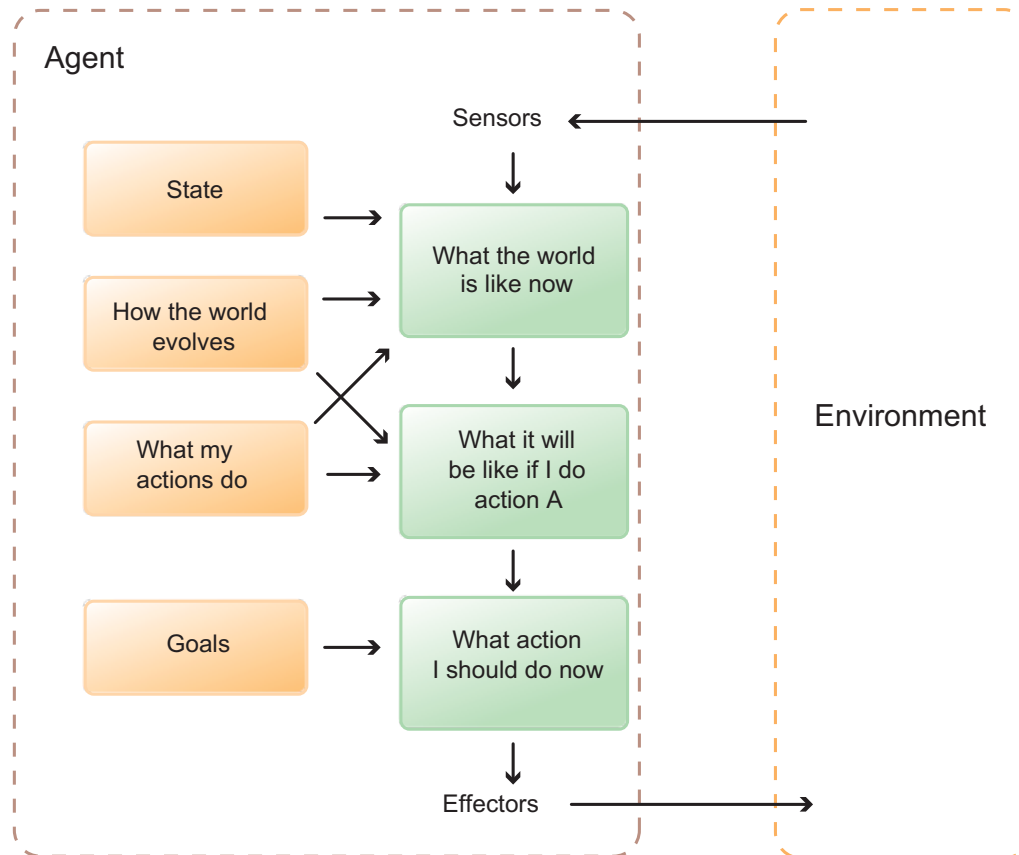 Agent
Sensors
State
What the world
is like now
How the world
evolves
What my
actions do
What it will
be like if I do
action A
Environment
Goals
What action
I should do now
Effectors